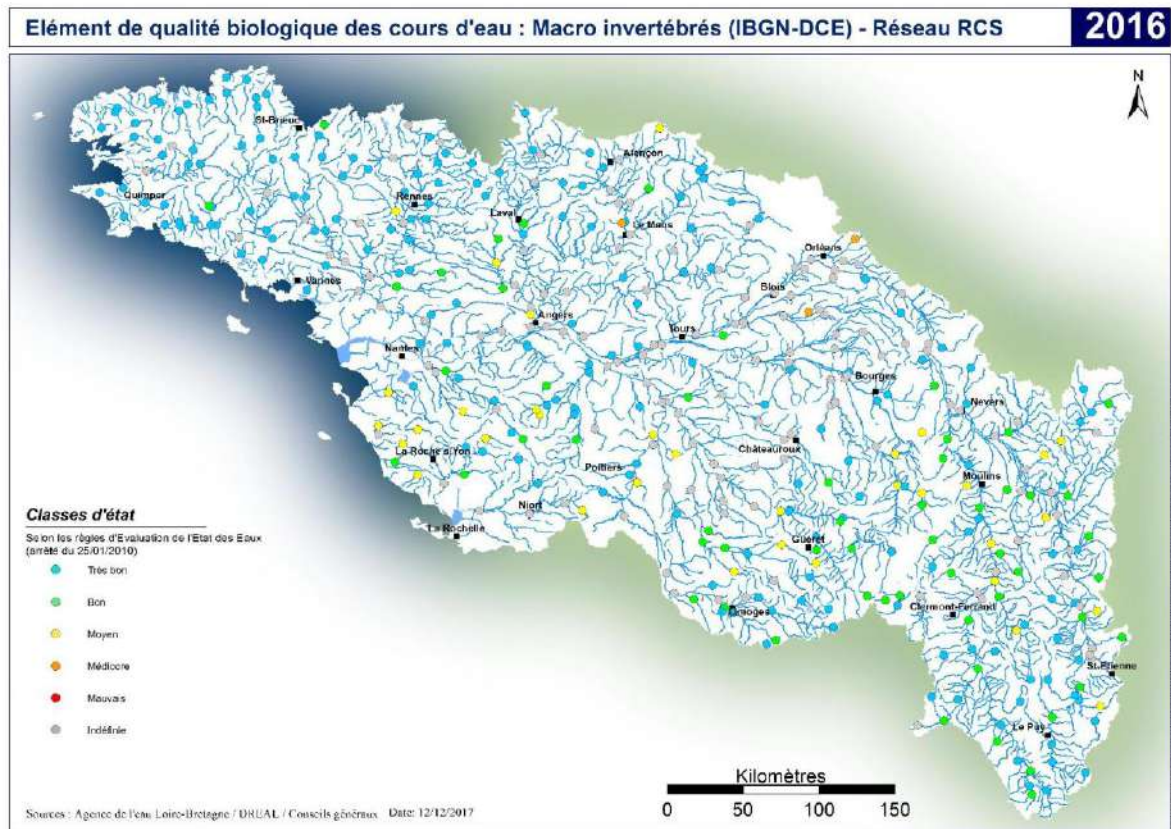 Elément de qualité biologique des cours d'eau : Macro invertébrés (IBGN-DCE) - Réseau RCS
2016
N
St-Brieuc
Alençon
Quimper
Rennes
Laval
Le Mans
Orléans
Vannes
Blois
Angers
Tours
Nantes
Bourges
Nevers
Châteauroux
La Roche s/Yon
Poitiers
Moulins
Niort
La Rochelle
Guéret
Limoges
Clermont-Ferrand
St-Etienne
Le Puy
Classes d'état
Selon les règles d'Evaluation de l'Etat des Eaux
(arrêté du 25/01/2010)
Très bon
Bon
Moyen
Médiocre
Mauvais
Indéfinie
Kilomètres
0 50 100 150
Sources : Agence de l'eau Loire-Bretagne / DREAL / Conseils généraux Date: 12/12/2017